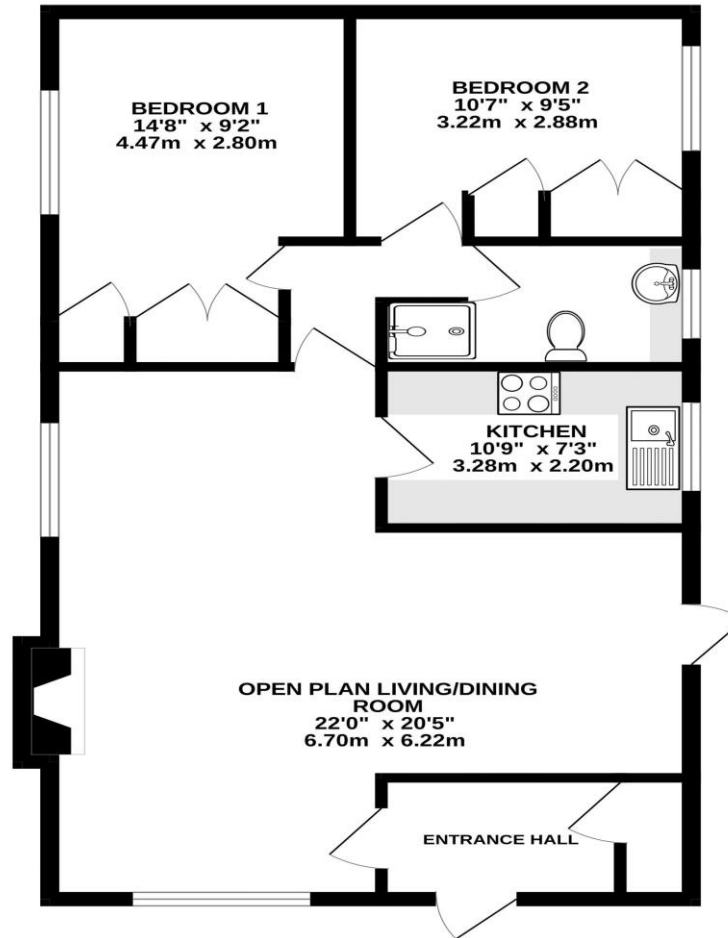 BEDROOM 1
14'8" x 9'2"
4.47m x 2.80m
BEDROOM 2
10'7" x 9'5"
3.22m x 2.88m
KITCHEN
10'9" x 7'3"
3.28m x 2.20m
OPEN PLAN LIVING/DINING
ROOM
22'0" x 20'5"
6.70m x 6.22m
ENTRANCE HALL